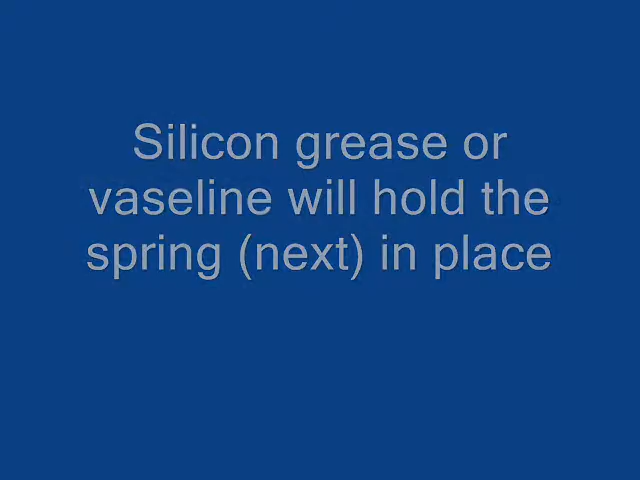 Silicon grease or
vaseline will hold the
spring (next) in place